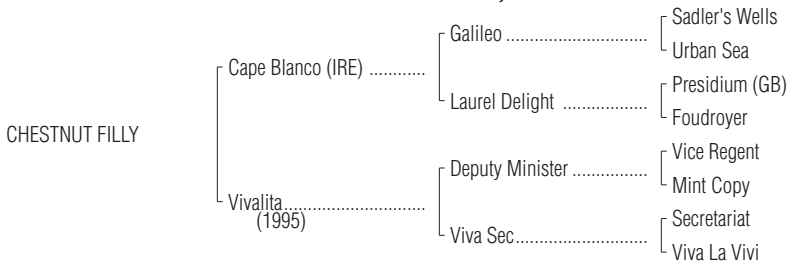 Sadler's Wells
Galileo ..............................
Urban Sea
Cape Blanco (IRE) ............
Presidium (GB)
Laurel Delight ..................
Foudroyer
CHESTNUT FILLY
Vice Regent
Deputy Minister ................
Mint Copy
Vivalita..............................
(1995)
Secretariat
Viva Sec............................
Viva La Vivi